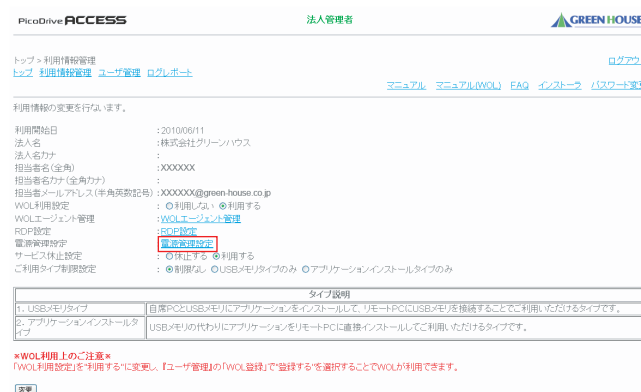 PicoDrive ACCESS 法人管理者 GREEN HOUSE
トップ > 利用情報管理 ログアウ
トップ 利用情報管理 ユーザ管理 ログレポート
マニュアル マニュアル(WOL) FAQ インストーラ パスワード変
利用情報の変更を行ないます。
利用開始日 : 2010/06/11
法人名 : 株式会社グリーンハウス
法人名カナ :
担当者名(全角) : XXXXXX
担当者名カナ(全角カナ) :
担当者メールアドレス(半角英数記号) : XXXXXX@green-house.co.jp
WOL利用設定 : 利用しない 利用する
WOLエージェント管理 : WOLエージェント管理
RDP設定 : RDP設定
電源管理設定 電源管理設定
サービス休止設定 : 休止する 利用する
ご利用タイプ制限設定 : 制限なし USBメモリタイプのみ アプリケーションインストールタイプのみ
タイプ説明
1. USBメモリタイプ 自席PCとUSBメモリにアプリケーションをインストールして、リモートPCにUSBメモリを接続することでご利用いただけるタイプです。
2. アプリケーションインストールタイプ USBメモリの代わりにアプリケーションをリモートPCに直接インストールしてご利用いただけるタイプです。
*WOL利用上のご注意*
「WOL利用設定」を"利用する"に変更し、『ユーザ管理』の「WOL登録」で"登録する"を選択することでWOLが利用できます。
変更